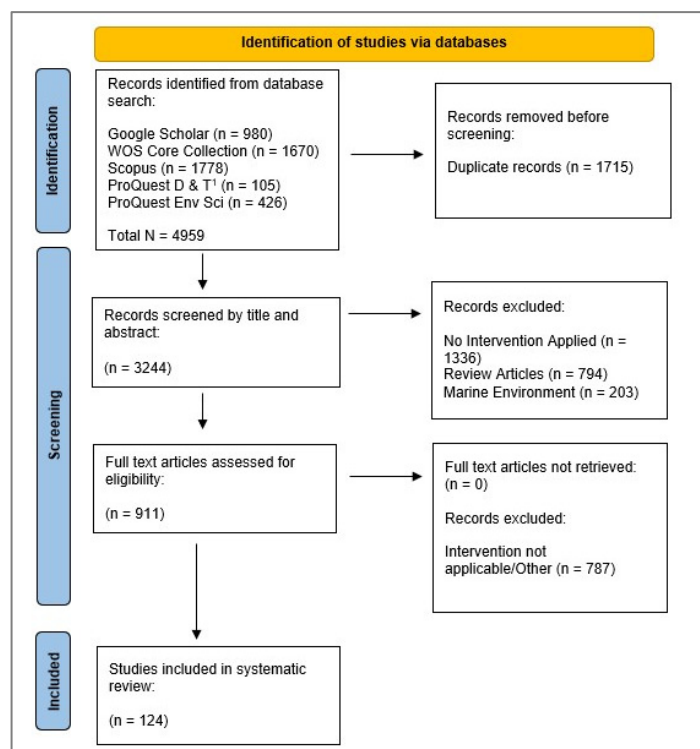 Identification of studies via databases
Identification
Records identified from database
search:
Google Scholar (n = 980)
WOS Core Collection (n = 1670)
Scopus (n = 1778)
ProQuest D & T¹ (n = 105)
ProQuest Env Sci (n = 426)
Total N = 4959
Records removed before
screening:
Duplicate records (n = 1715)
Screening
Records screened by title and
abstract:
(n = 3244)
Records excluded:
No Intervention Applied (n =
1336)
Review Articles (n = 794)
Marine Environment (n = 203)
Full text articles assessed for
eligibility:
(n = 911)
Full text articles not retrieved:
(n = 0)
Records excluded:
Intervention not
applicable/Other (n = 787)
Included
Studies included in systematic
review:
(n = 124)